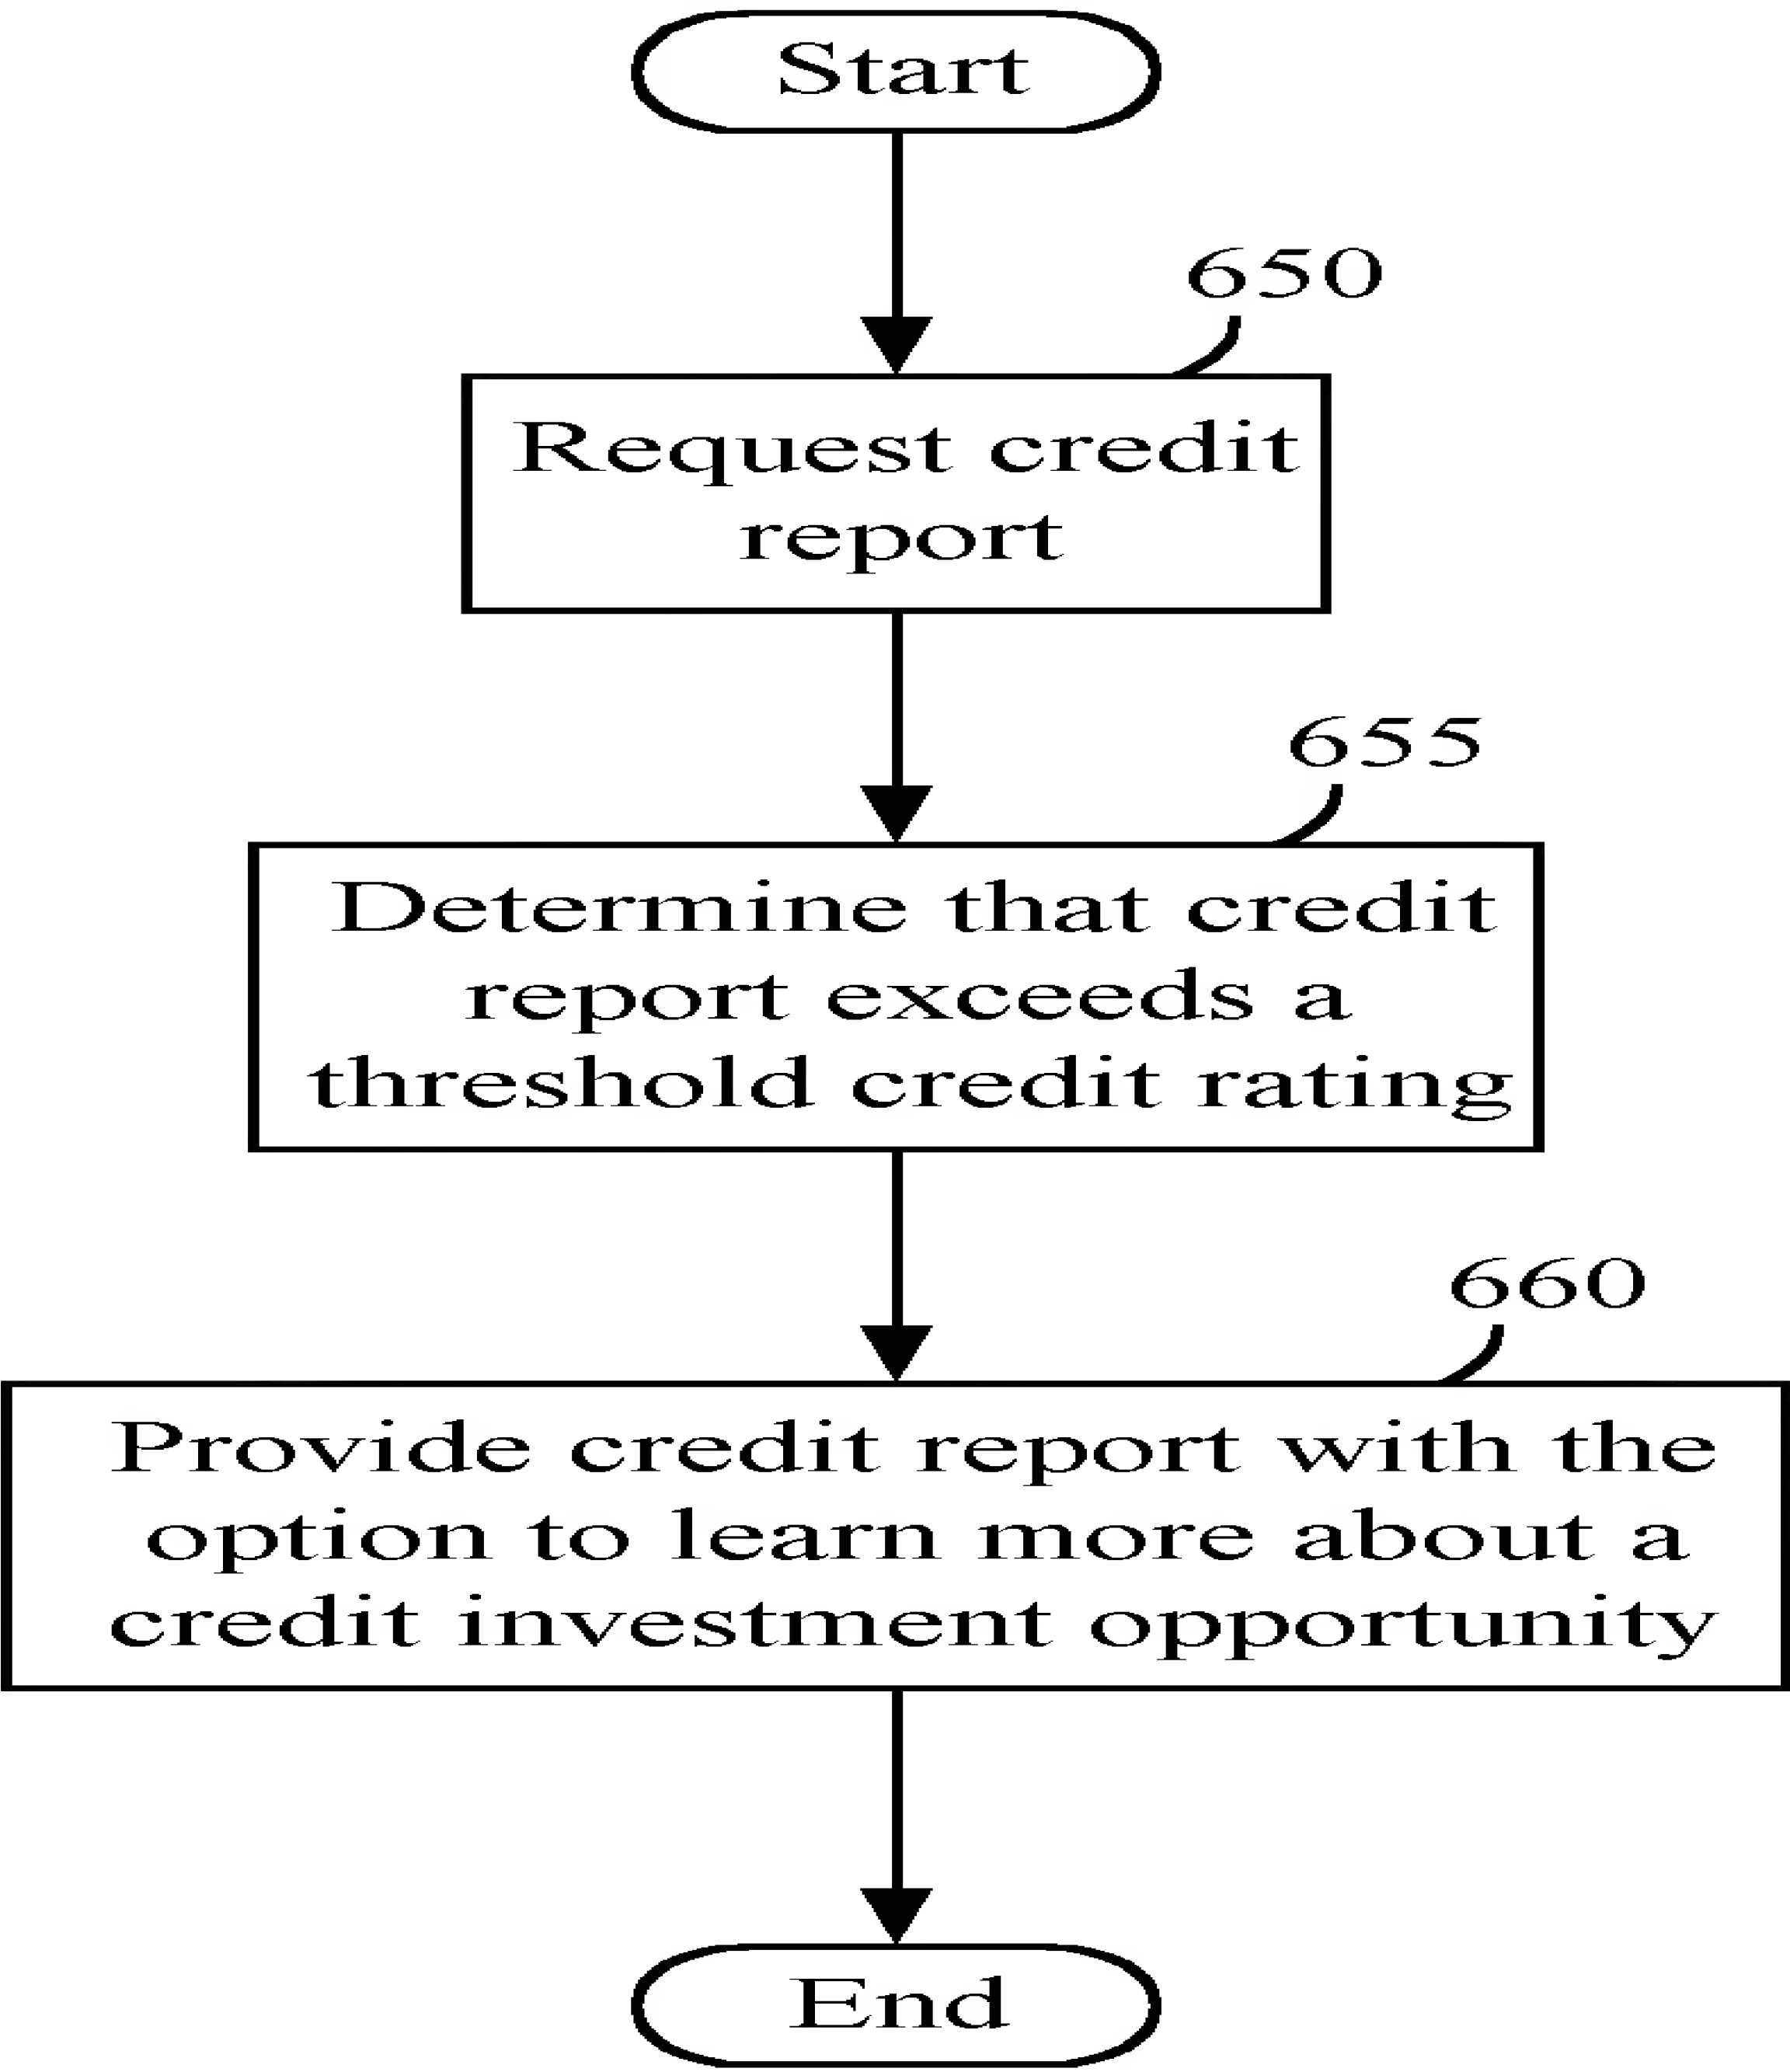 Start
650
Request credit
report
655
Determine that credit
report exceeds a
threshold credit rating
660
Provide credit report with the
option to learn more about a
credit investment opportunity
End